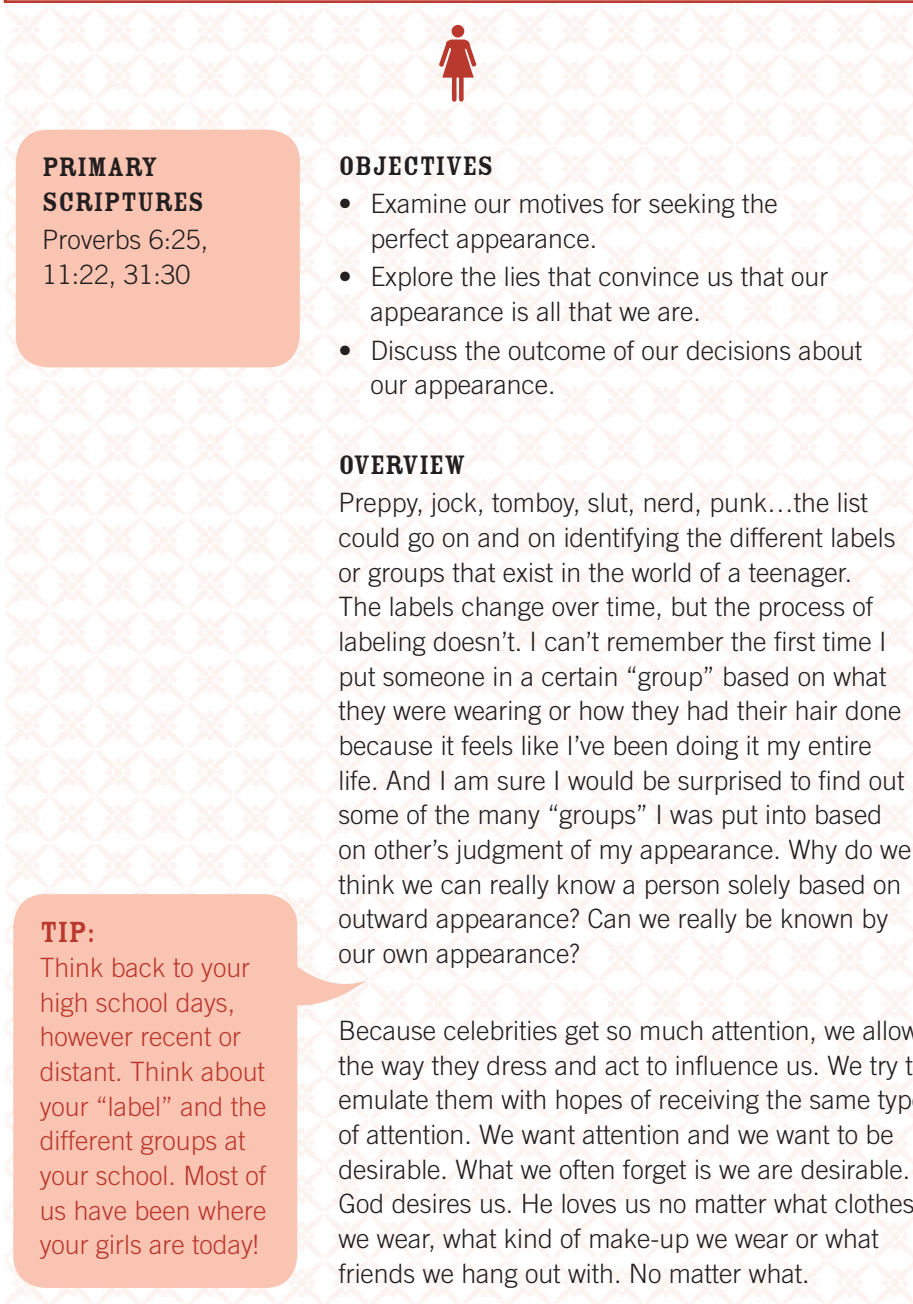 PRIMARY
SCRIPTURES
Proverbs 6:25,
11:22, 31:30
OBJECTIVES
• Examine our motives for seeking the
perfect appearance.
• Explore the lies that convince us that our
appearance is all that we are.
• Discuss the outcome of our decisions about
our appearance.
OVERVIEW
Preppy, jock, tomboy, slut, nerd, punk…the list
could go on and on identifying the different labels
or groups that exist in the world of a teenager.
The labels change over time, but the process of
labeling doesn’t. I can’t remember the first time I
put someone in a certain “group” based on what
they were wearing or how they had their hair done
because it feels like I’ve been doing it my entire
life. And I am sure I would be surprised to find out
some of the many “groups” I was put into based
on other’s judgment of my appearance. Why do we
think we can really know a person solely based on
outward appearance? Can we really be known by
our own appearance?
TIP:
Think back to your
high school days,
however recent or
distant. Think about
your “label” and the
different groups at
your school. Most of
us have been where
your girls are today!
Because celebrities get so much attention, we allow
the way they dress and act to influence us. We try t
emulate them with hopes of receiving the same type
of attention. We want attention and we want to be
desirable. What we often forget is we are desirable.
God desires us. He loves us no matter what clothes
we wear, what kind of make-up we wear or what
friends we hang out with. No matter what.